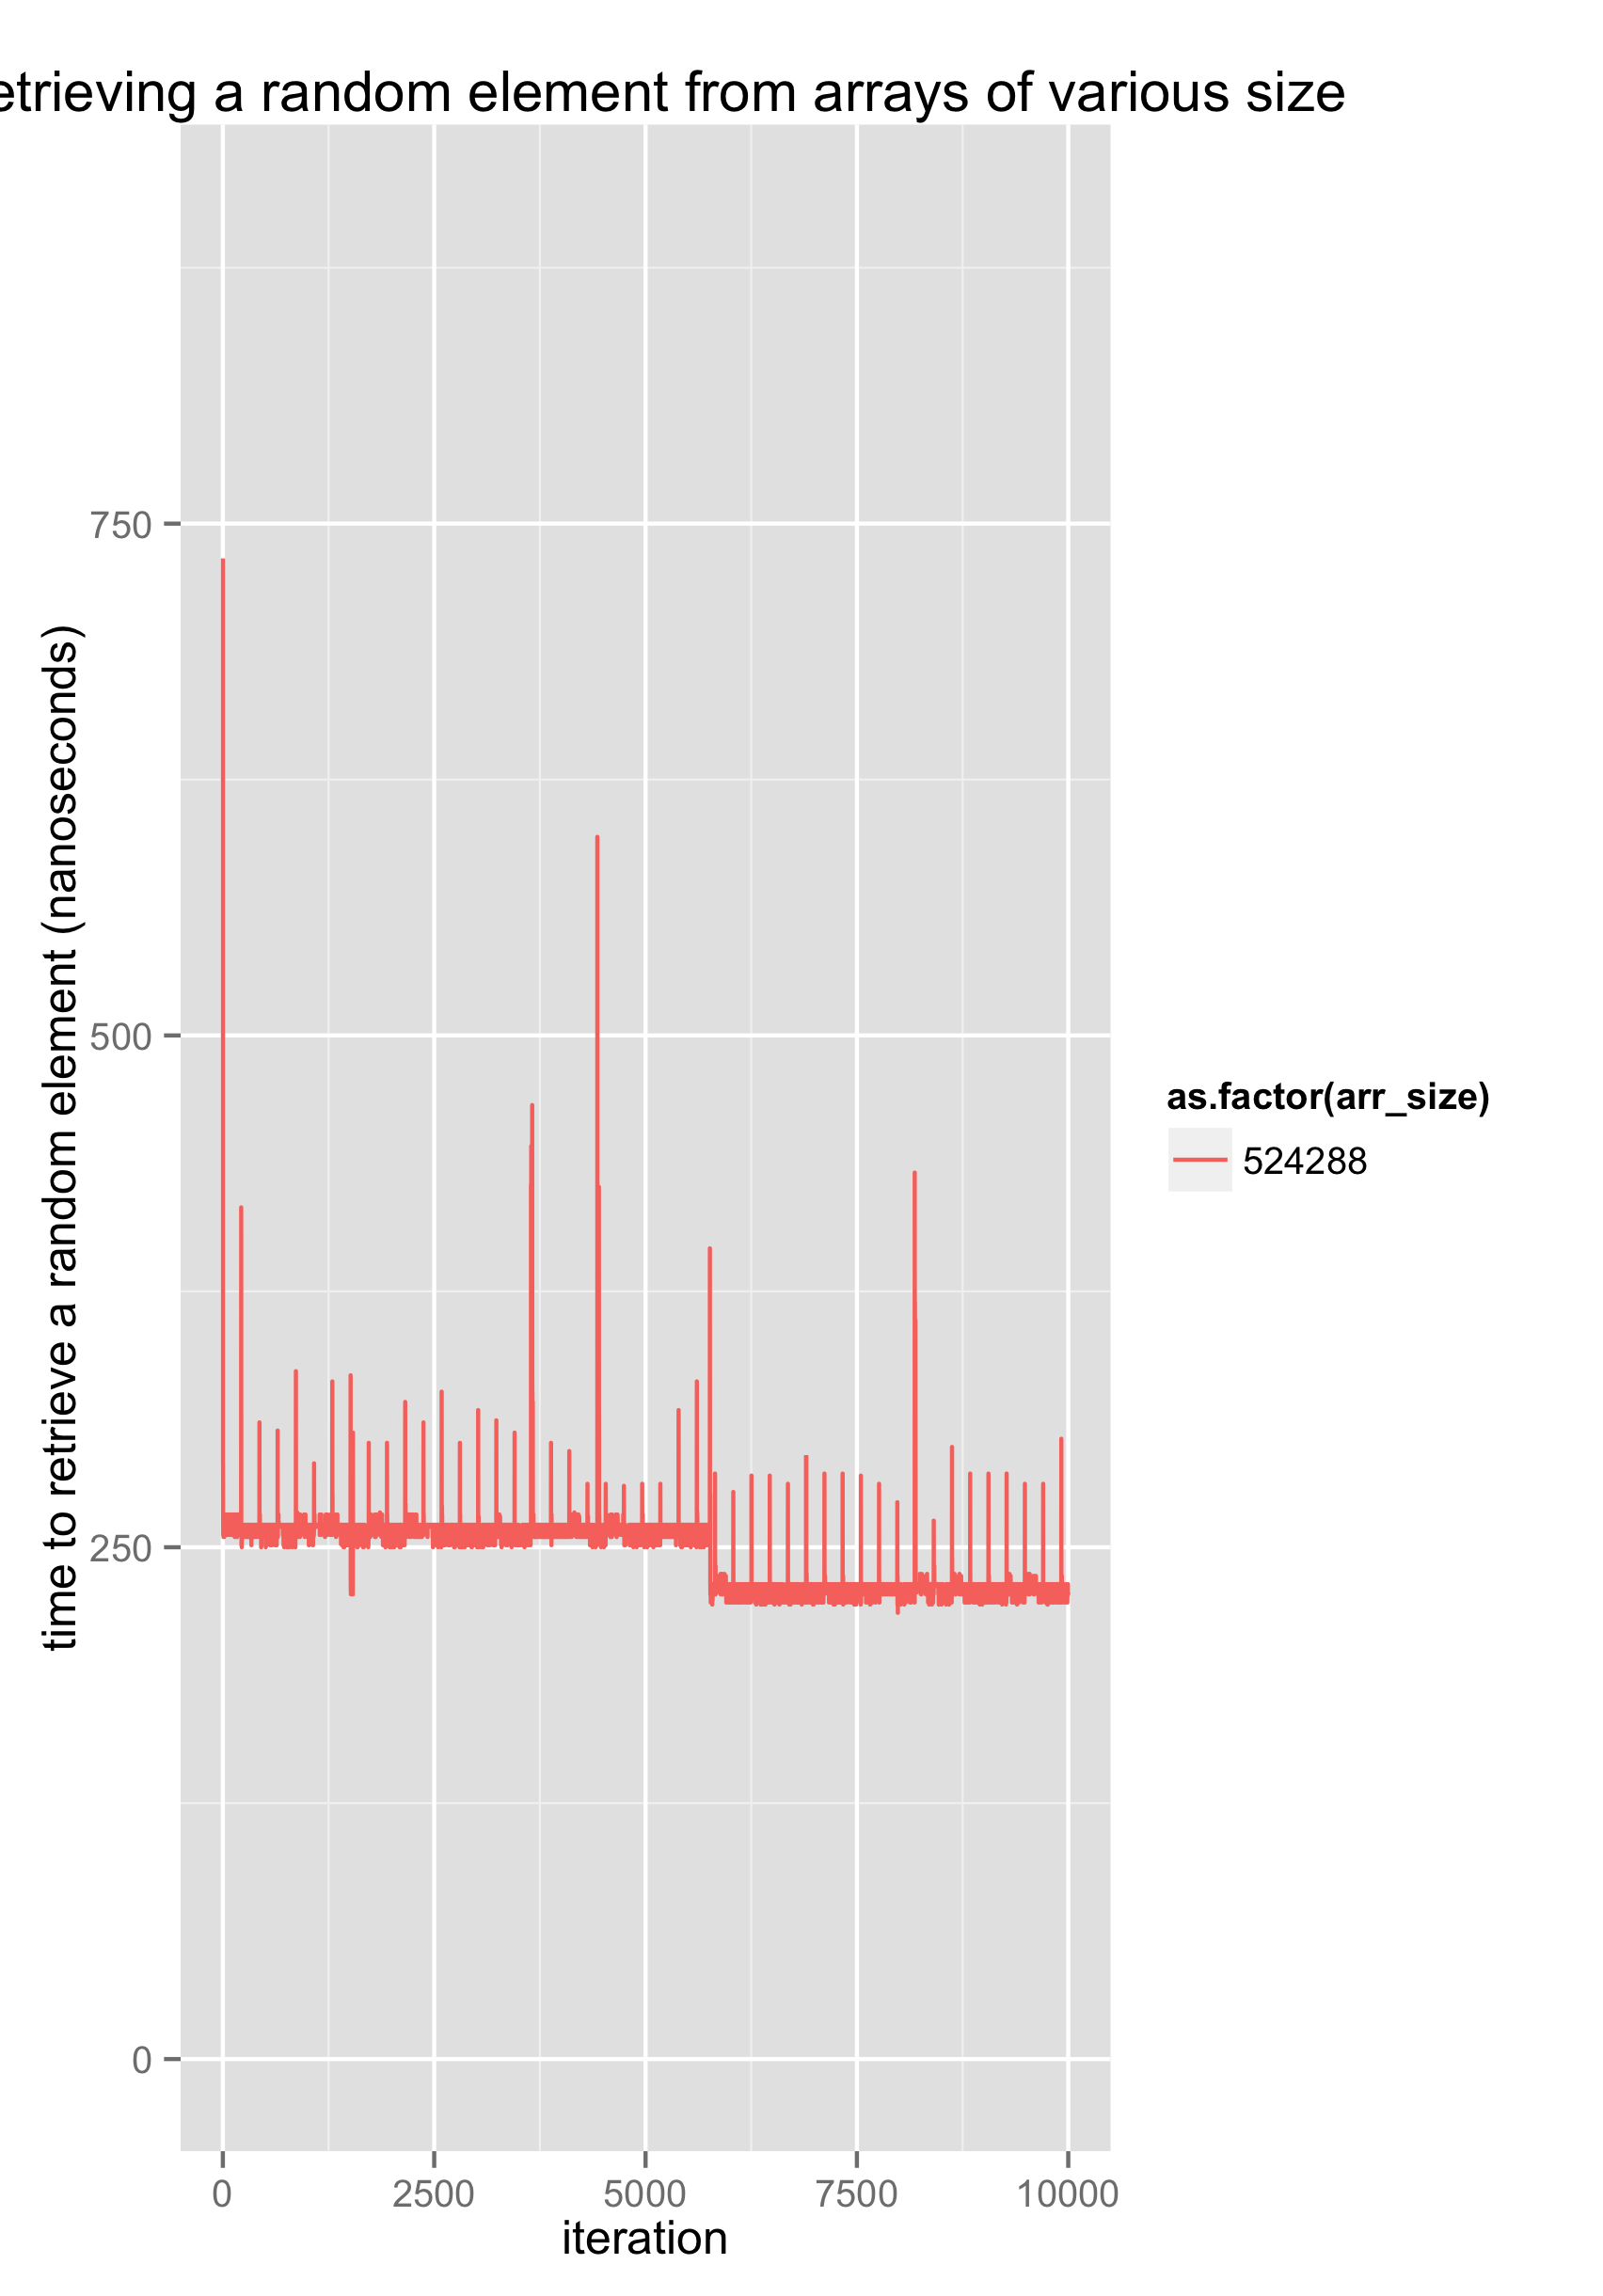 etrieving a random element from arrays of various size
time to retrieve a random element (nanoseconds)
750
500
250
0
0 2500 5000 7500 10000
iteration
as.factor(arr_size)
524288